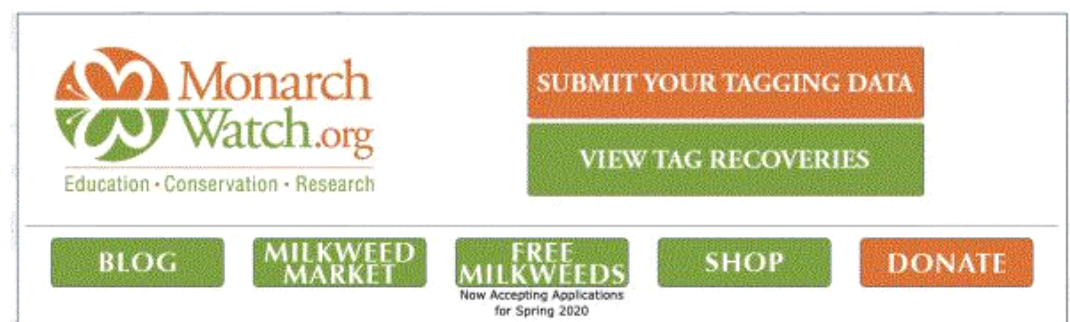 Monarch
Watch.org
Education • Conservation • Research
SUBMIT YOUR TAGGING DATA
VIEW TAG RECOVERIES
BLOG
MILKWEED
MARKET
FREE
MILKWEEDS
Now Accepting Applications
for Spring 2020
SHOP
DONATE